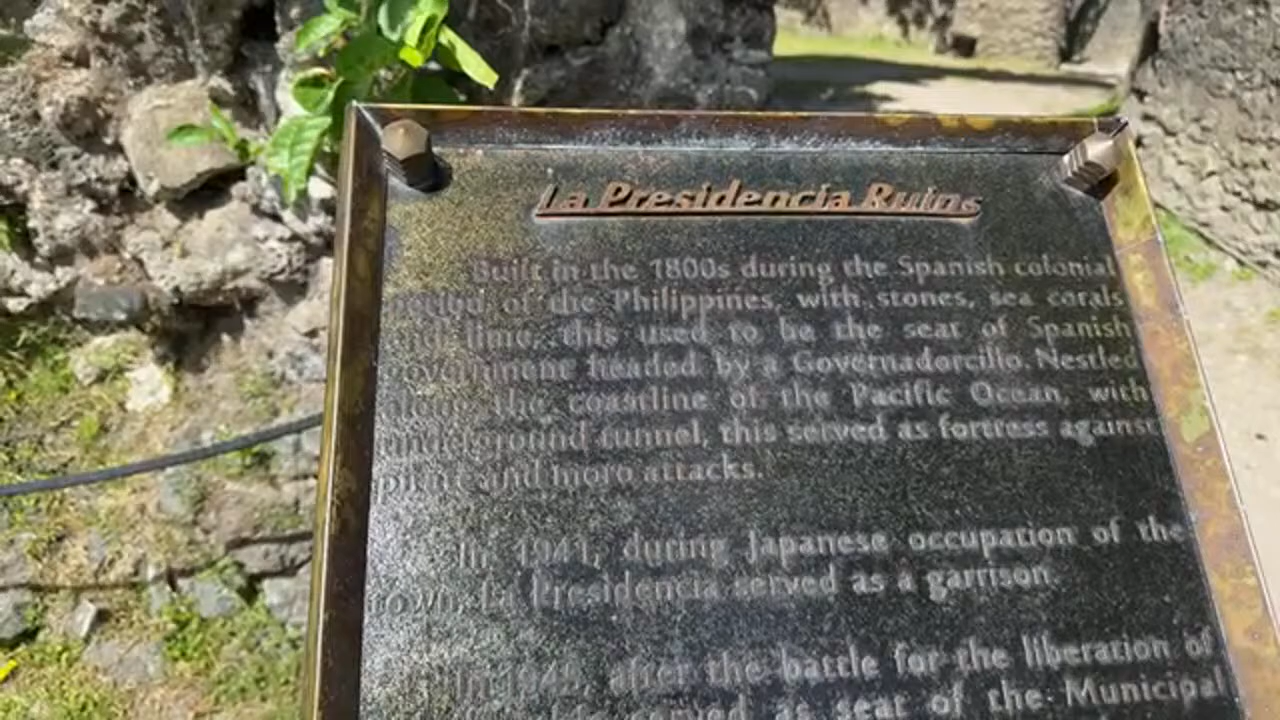 La Presidencia Ruins
Built in the 1800s during the Spanish colonial
period of the Philippines, with stones, sea corals
and lime, this used to be the seat of Spanish
government headed by a Governadorcillo. Nestled
along the coastline of the Pacific Ocean, with
underground tunnel, this served as fortress against
pirate and moro attacks.
In 1941, during Japanese occupation of the
town, La Presidencia served as a garrison.
In 1945, after the battle for the liberation of
served as seat of the Municipal